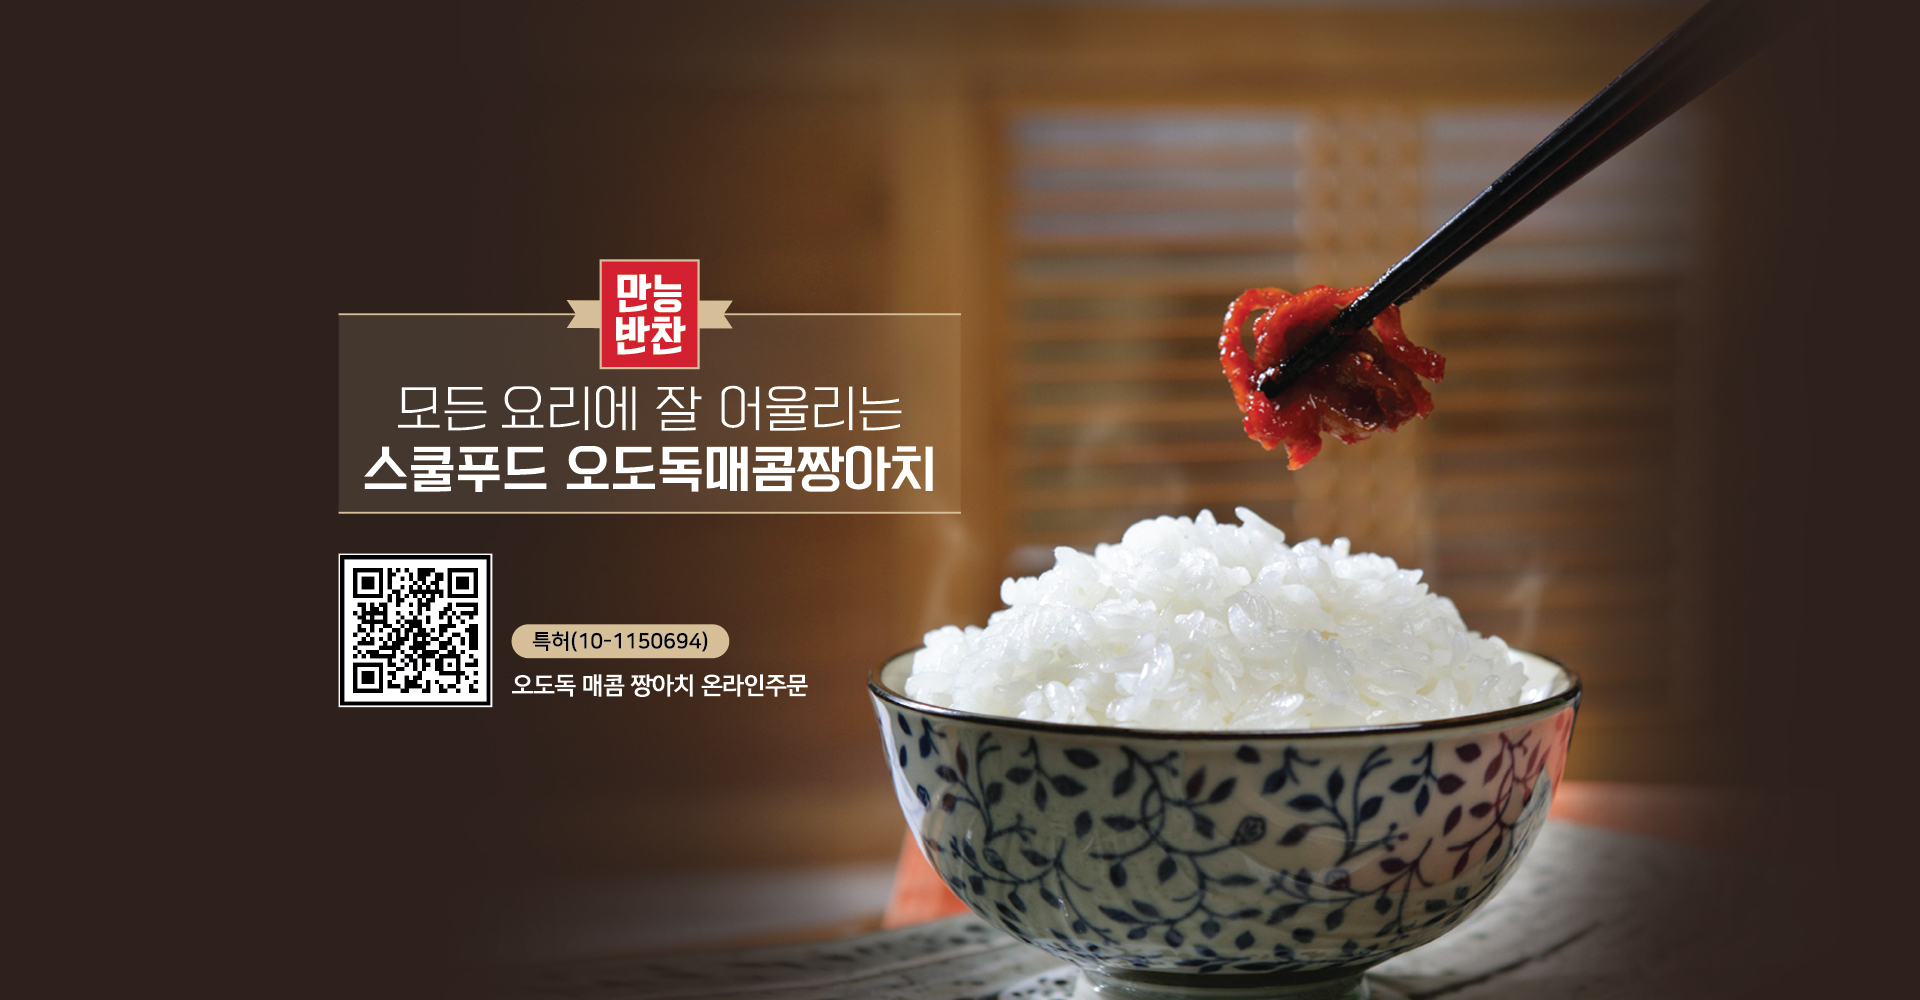 만능
반찬
모든 요리에 잘 어울리는
스쿨푸드 오도독매콤짱아치
특허(10-1150694)
오도독 매콤 짱아치 온라인주문